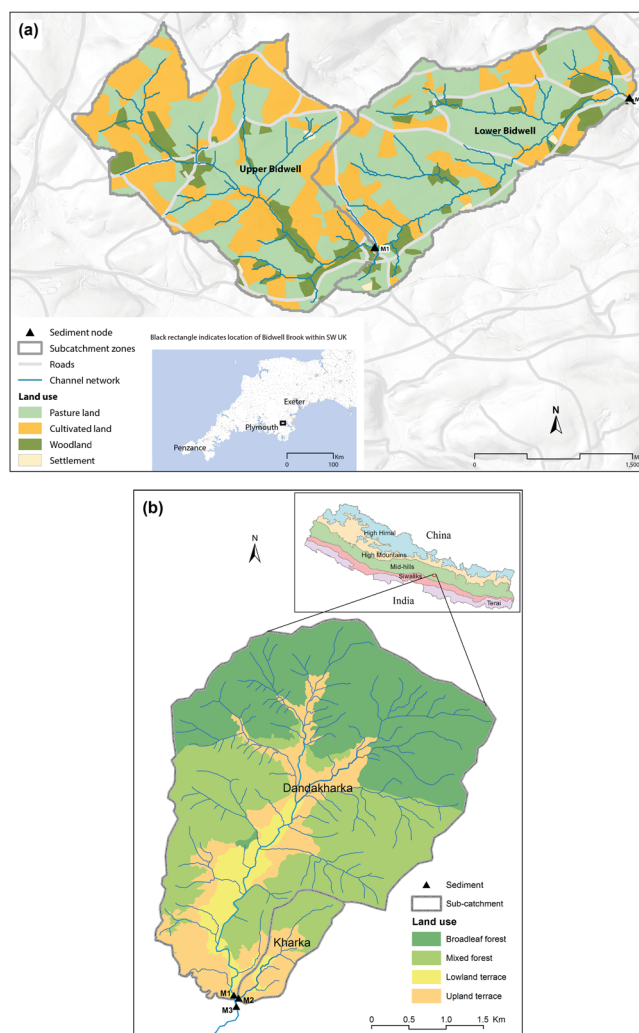 (a)
Lower Bidwell
Upper Bidwell
M1
Sediment node
Subcatchment zones
Roads
Channel network
Land use
Pasture land
Cultivated land
Woodland
Settlement
Black rectangle indicates location of Bidwell Brook within SW UK
Exeter
Plymouth
Penzance
Km
0 100
N
M
0 1,500
(b)
N
High Himal
China
High Mountains
Mid-hills
Siwaliks
India
Terai
Dandakharka
Kharka
M1
M2
M3
Sediment
Sub-catchment
Land use
Broadleaf forest
Mixed forest
Lowland terrace
Upland terrace
0 0.5 1.0 1.5 Km